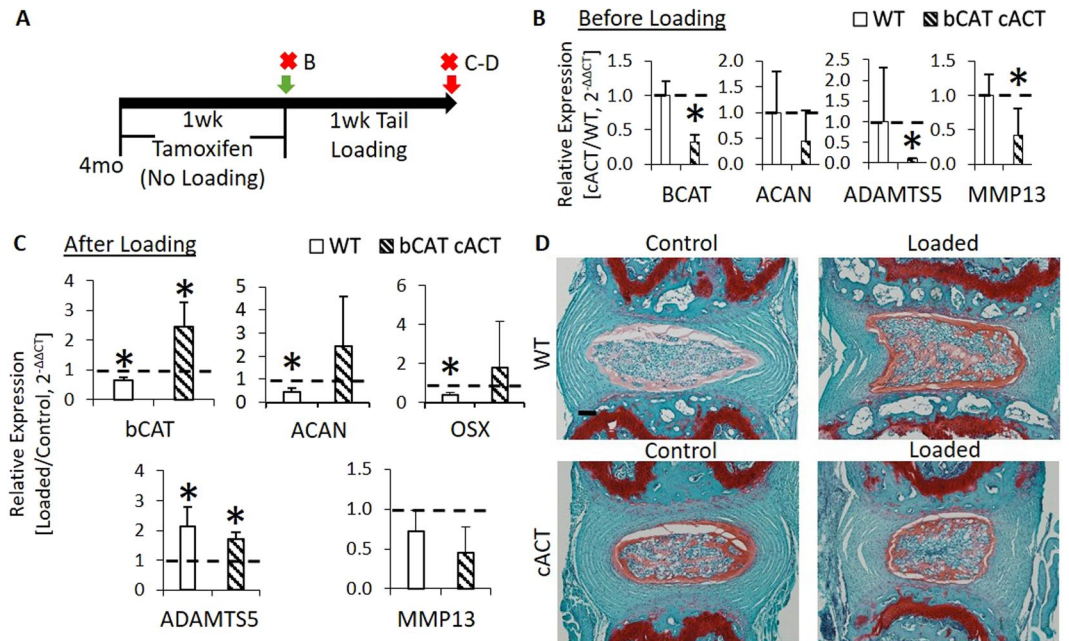 A
B
C-D
1wk
Tamoxifen
(No Loading)
1wk Tail
Loading
4mo
B Before Loading
WT bCAT cACT
Relative Expression
[cACT/WT, 2^-ΔΔCT]
1.5
1.0
0.5
0.0
*
BCAT
2.0
1.5
1.0
0.5
0.0
ACAN
2.5
2.0
1.5
1.0
0.5
0.0
*
ADAMTS5
1.5
1.0
0.5
0.0
*
MMP13
C After Loading
WT bCAT cACT
Relative Expression
[Loaded/Control, 2^-ΔΔCT]
4
3
2
1
0
* *
bCAT
5
4
3
2
1
0
*
ACAN
6
4
2
0
*
OSX
4
3
2
1
0
* *
ADAMTS5
1.5
1.0
0.5
0.0
MMP13
D
Control Loaded
WT
Control Loaded
cACT